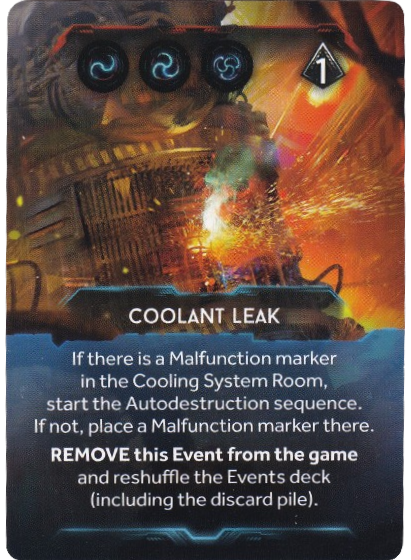 1
COOLANT LEAK
If there is a Malfunction marker
in the Cooling System Room,
start the Autodestruction sequence.
If not, place a Malfunction marker there.
REMOVE this Event from the game
and reshuffle the Events deck
(including the discard pile).